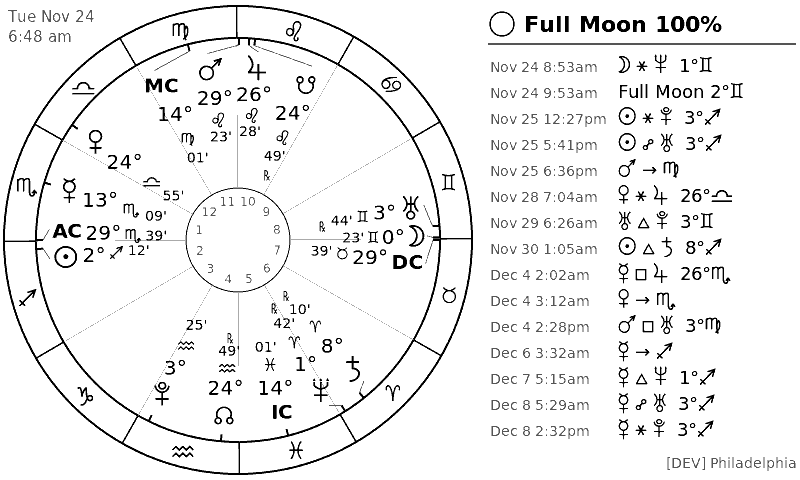 Tue Nov 24
6:48 am
MC
14°
♍
01'
♂
29°
♌
23'
♃
26°
♌
28'
☋
24°
♌
49'
℞
♀
24°
♎
55'
☿
13°
♏
09'
AC 29° ♏ 39'
☉ 2° ♐ 12'
℞ 44' ♊ 3° ♅
23' ♊ 0° ☽
39' ♉ 29° DC
12 11 10 9
1 8
2 7
3 4 5 6
25'
♒
3°
♇
℞
49'
♒
24°
☊
01'
♓
14°
IC
℞
42'
♈
1°
♆
℞
10'
♈
8°
♄
♍ ♌ ♋ ♊ ♉ ♈ ♓ ♒ ♑ ♐ ♏ ♎
○ Full Moon 100%
Nov 24 8:53am ☽ ⚹ ♆ 1°♊
Nov 24 9:53am Full Moon 2°♊
Nov 25 12:27pm ☉ ⚹ ♇ 3°♐
Nov 25 5:41pm ☉ ☍ ♅ 3°♐
Nov 25 6:36pm ♂ → ♍
Nov 28 7:04am ♀ ⚹ ♃ 26°♎
Nov 29 6:26am ♅ △ ♇ 3°♊
Nov 30 1:05am ☉ △ ♄ 8°♐
Dec 4 2:02am ☿ □ ♃ 26°♏
Dec 4 3:12am ♀ → ♏
Dec 4 2:28pm ♂ □ ♅ 3°♍
Dec 6 3:32am ☿ → ♐
Dec 7 5:15am ☿ △ ♆ 1°♐
Dec 8 5:29am ☿ ☍ ♅ 3°♐
Dec 8 2:32pm ☿ ⚹ ♇ 3°♐
[DEV] Philadelphia